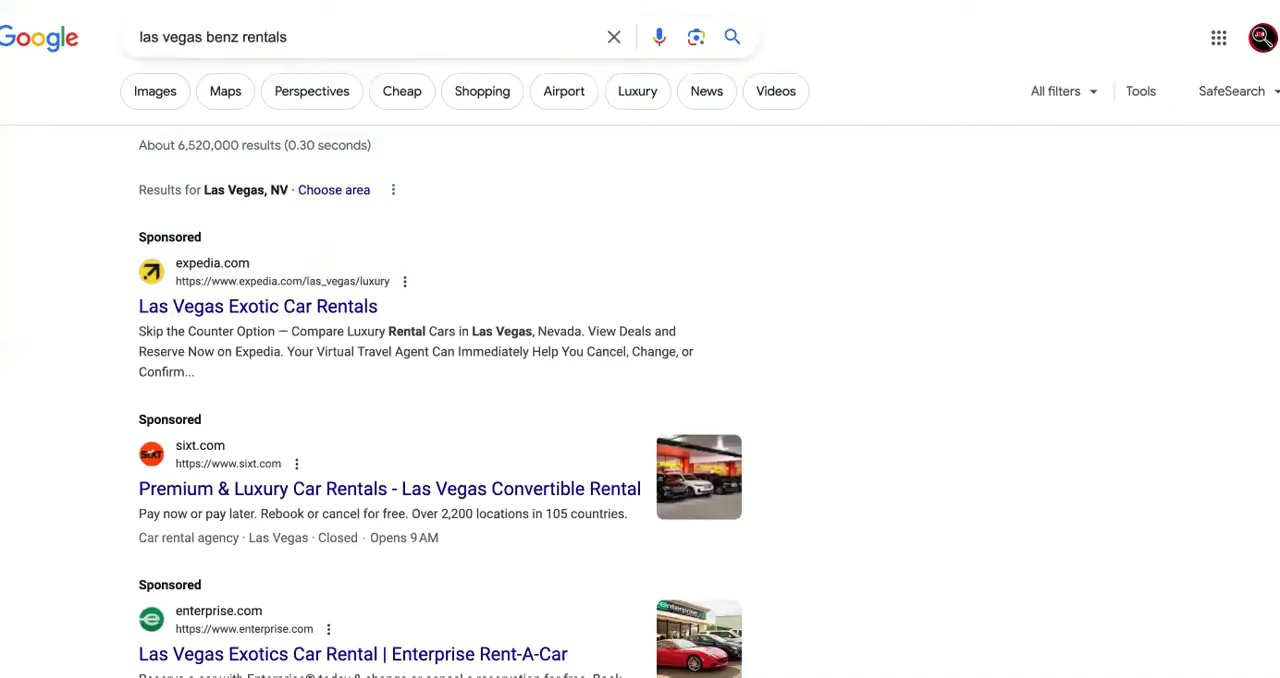 Google
las vegas benz rentals
Images Maps Perspectives Cheap Shopping Airport Luxury News Videos All filters Tools SafeSearch
About 6,520,000 results (0.30 seconds)
Results for Las Vegas, NV · Choose area
Sponsored
expedia.com
https://www.expedia.com/las_vegas/luxury
Las Vegas Exotic Car Rentals
Skip the Counter Option — Compare Luxury Rental Cars in Las Vegas, Nevada. View Deals and
Reserve Now on Expedia. Your Virtual Travel Agent Can Immediately Help You Cancel, Change, or
Confirm...
Sponsored
SIXT
sixt.com
https://www.sixt.com
Premium & Luxury Car Rentals - Las Vegas Convertible Rental
Pay now or pay later. Rebook or cancel for free. Over 2,200 locations in 105 countries.
Car rental agency · Las Vegas · Closed · Opens 9 AM
Sponsored
enterprise.com
https://www.enterprise.com
enterprise
Las Vegas Exotics Car Rental | Enterprise Rent-A-Car